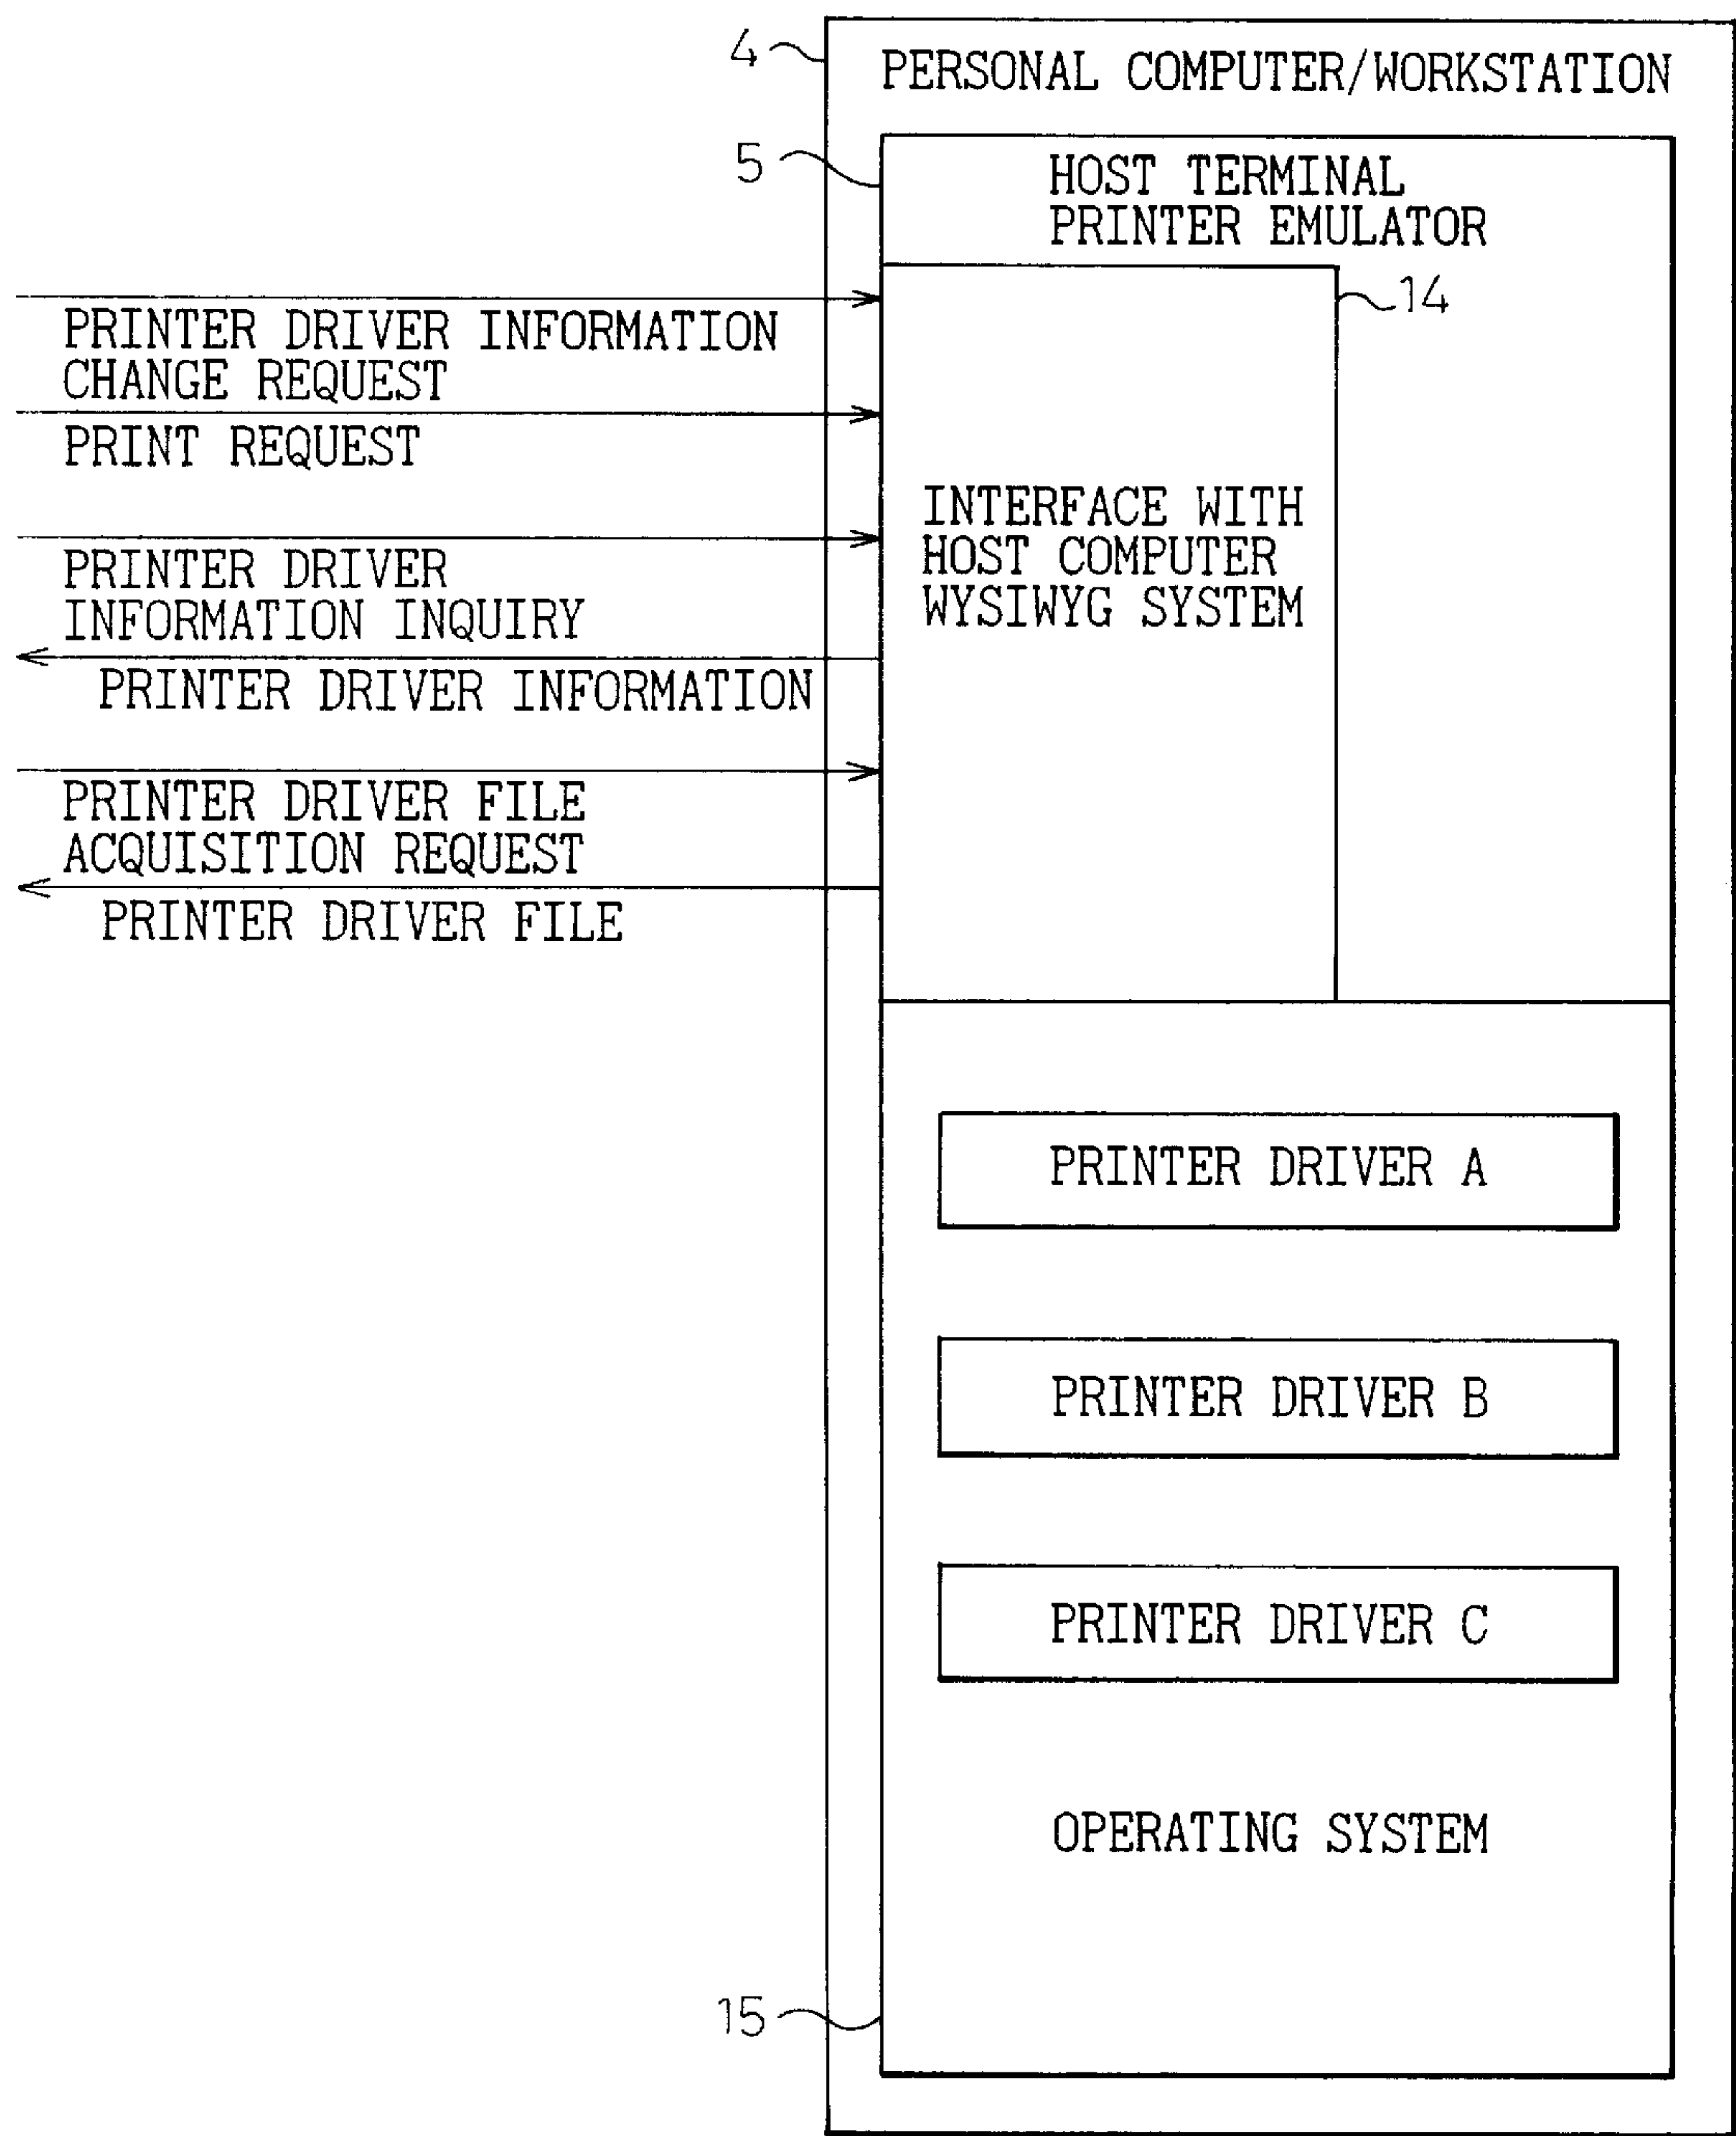 4
PERSONAL COMPUTER/WORKSTATION
5
HOST TERMINAL
PRINTER EMULATOR
14
PRINTER DRIVER INFORMATION
CHANGE REQUEST
PRINT REQUEST
INTERFACE WITH
HOST COMPUTER
WYSIWYG SYSTEM
PRINTER DRIVER
INFORMATION INQUIRY
PRINTER DRIVER INFORMATION
PRINTER DRIVER FILE
ACQUISITION REQUEST
PRINTER DRIVER FILE
PRINTER DRIVER A
PRINTER DRIVER B
PRINTER DRIVER C
OPERATING SYSTEM
15